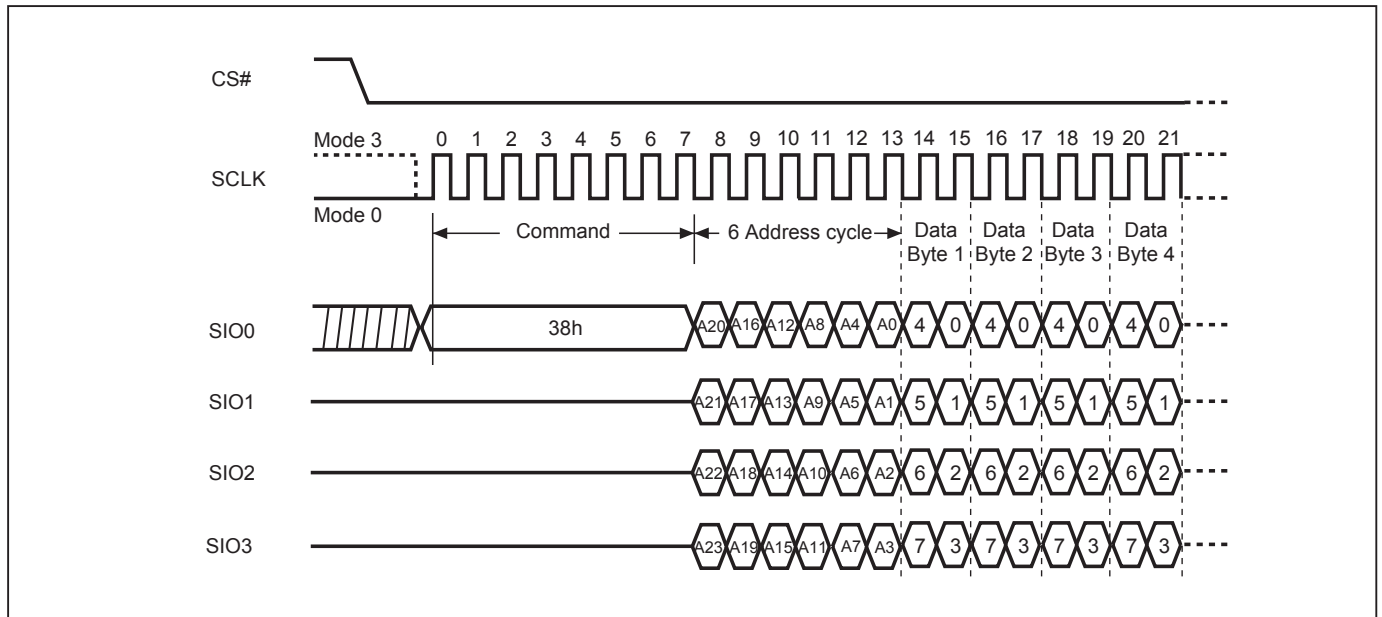 CS#
Mode 3 0 1 2 3 4 5 6 7 8 9 10 11 12 13 14 15 16 17 18 19 20 21
SCLK
Mode 0
Command 6 Address cycle Data Data Data Data
Byte 1 Byte 2 Byte 3 Byte 4
SIO0 38h A20 A16 A12 A8 A4 A0 4 0 4 0 4 0 4 0
SIO1 A21 A17 A13 A9 A5 A1 5 1 5 1 5 1 5 1
SIO2 A22 A18 A14 A10 A6 A2 6 2 6 2 6 2 6 2
SIO3 A23 A19 A15 A11 A7 A3 7 3 7 3 7 3 7 3